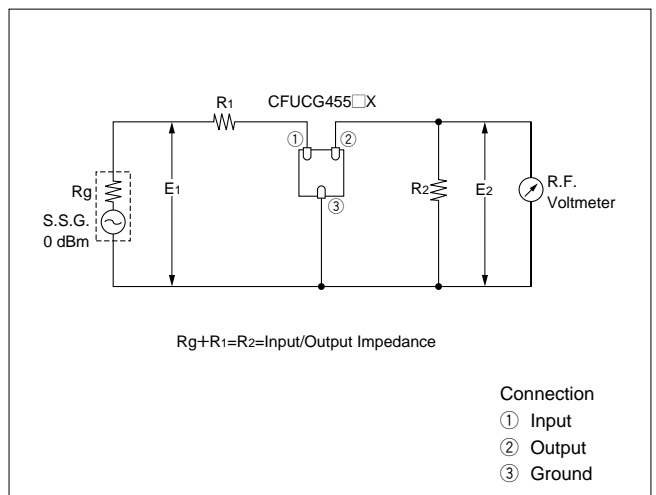 R1 CFUCG455□X
① ②
Rg E1 R2 E2 R.F.
Voltmeter
S.S.G.
0 dBm
③
Rg+R1=R2=Input/Output Impedance
Connection
① Input
② Output
③ Ground